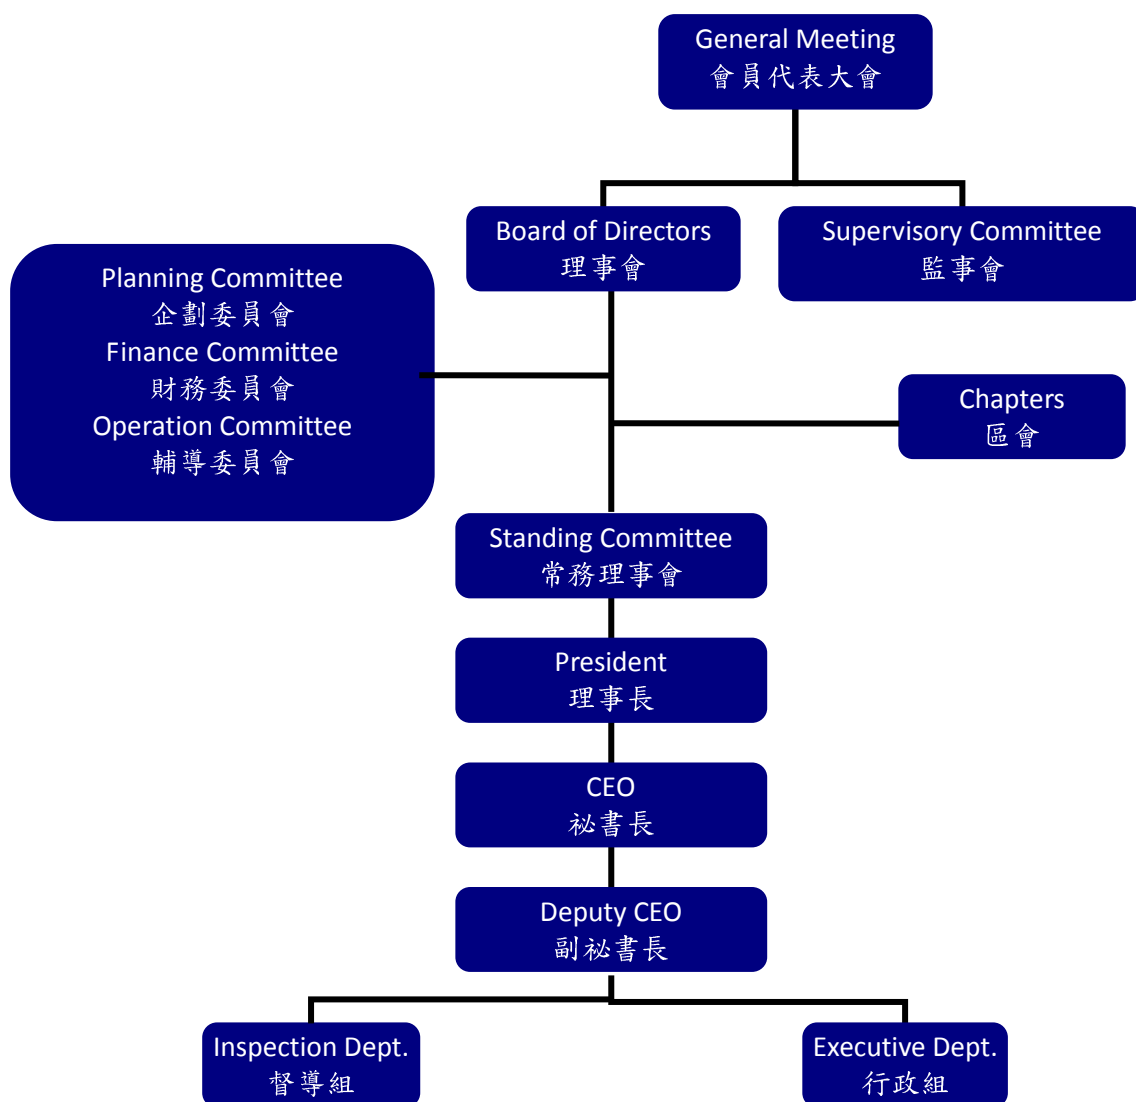 General Meeting
會員代表大會
Board of Directors
理事會
Supervisory Committee
監事會
Planning Committee
企劃委員會
Finance Committee
財務委員會
Operation Committee
輔導委員會
Chapters
區會
Standing Committee
常務理事會
President
理事長
CEO
祕書長
Deputy CEO
副祕書長
Inspection Dept.
督導組
Executive Dept.
行政組